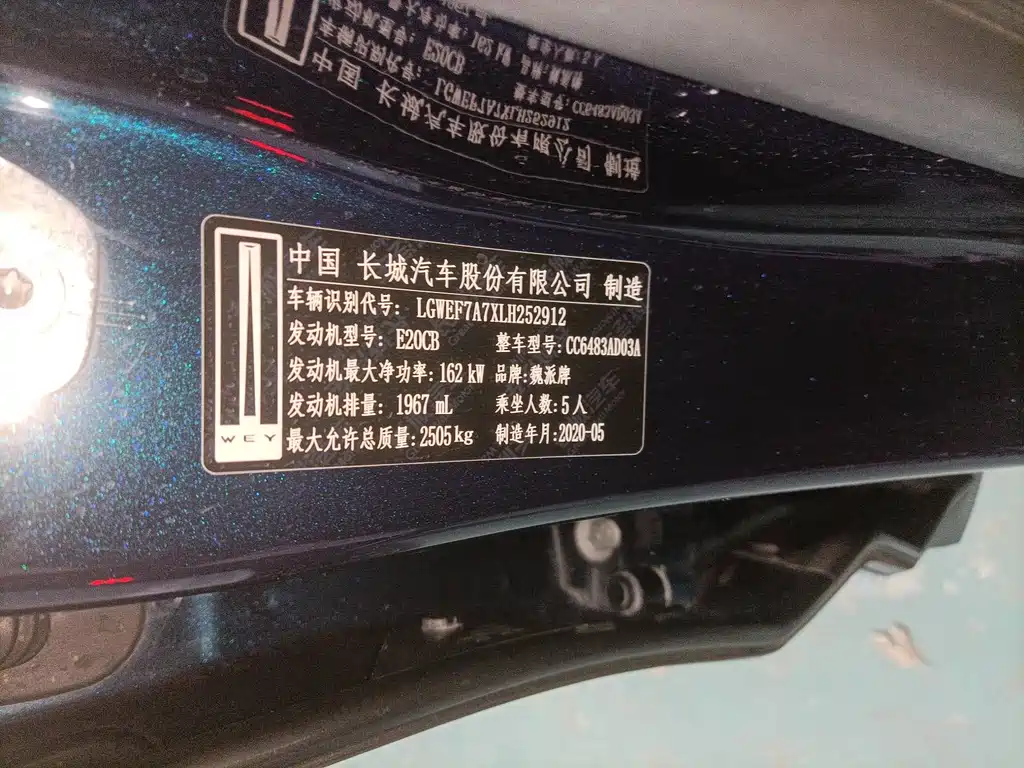 中国 长城汽车股份有限公司 制造
车辆识别代号: LGWEF7A7XLH252912
发动机型号: E20CB 整车型号: CC6483AD03A
发动机最大净功率: 162 kW 品牌: 魏派牌
发动机排量: 1967 mL 乘坐人数: 5人
最大允许总质量: 2505kg 制造年月: 2020-05
WEY